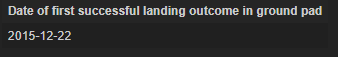 Date of first successful landing outcome in ground pad
2015-12-22